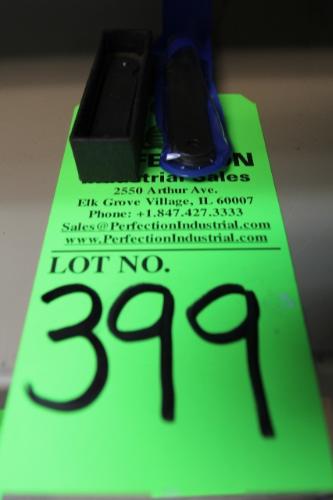 Industrial Sales
2550 Arthur Ave.
Elk Grove Village, IL 60007
Phone: +1.847.427.3333
Sales@PerfectionIndustrial.com
www.PerfectionIndustrial.com
LOT NO.
399